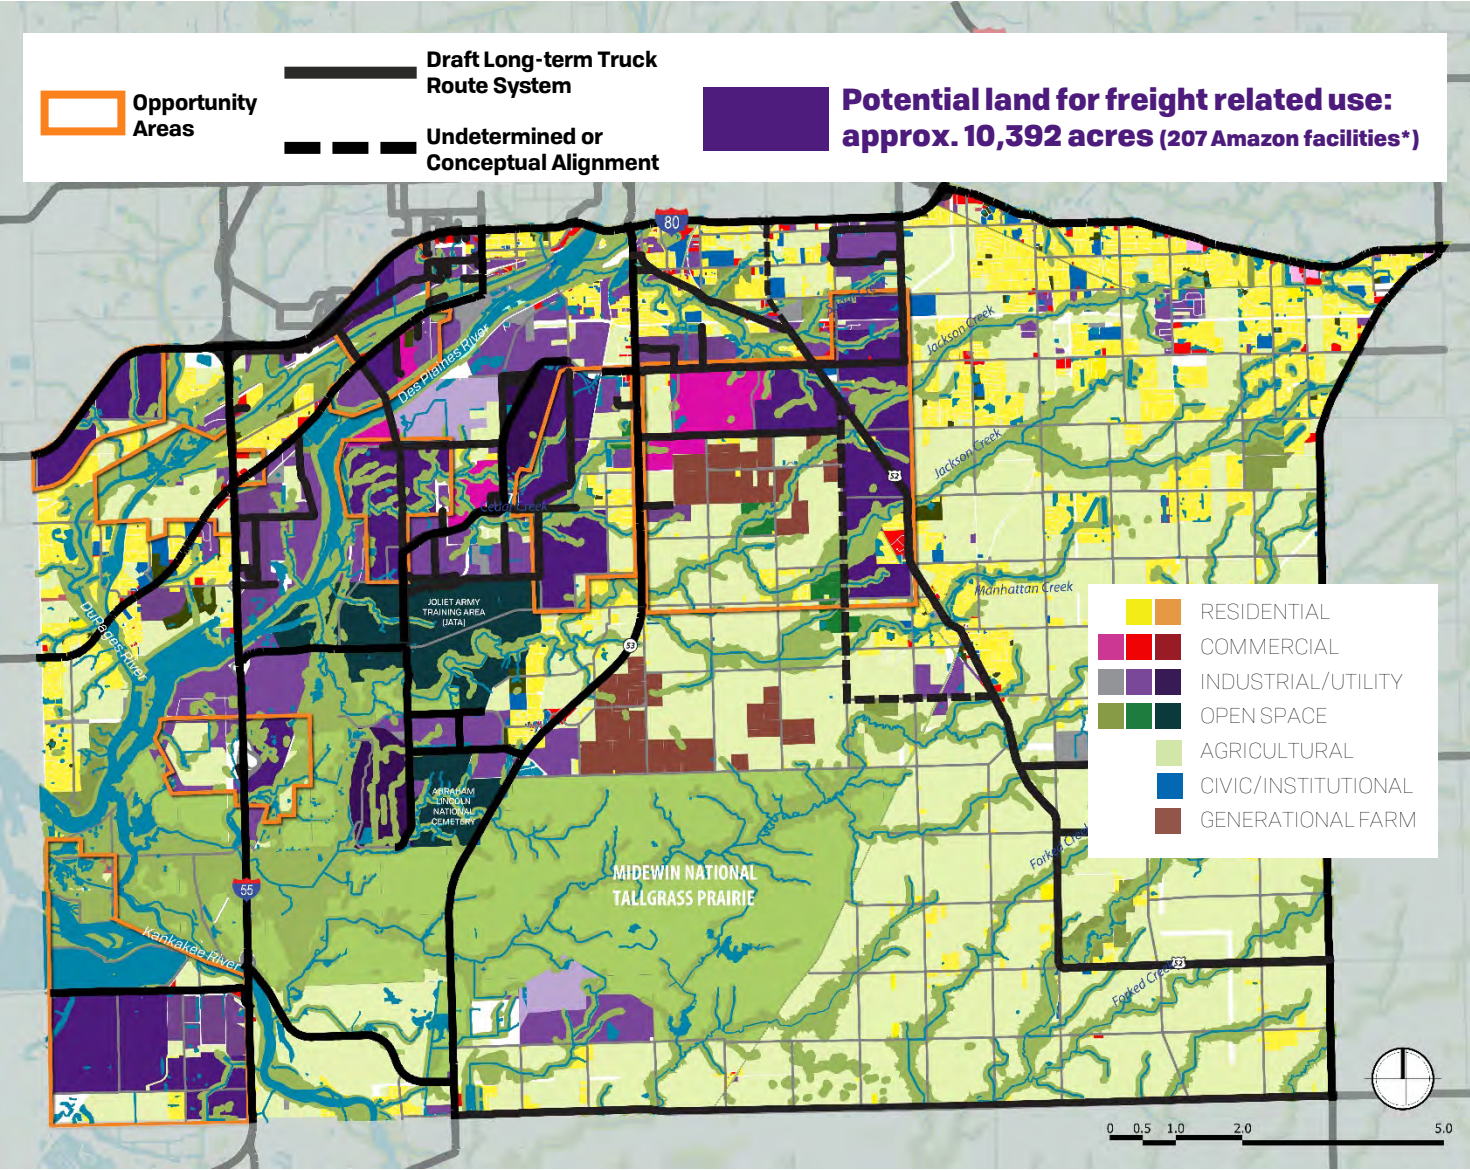 Opportunity
Areas
Draft Long-term Truck
Route System
Undetermined or
Conceptual Alignment
Potential land for freight related use:
approx. 10,392 acres (207 Amazon facilities*)
80
Des Plaines River
Jackson Creek
Jackson Creek
52
Cedar Creek
Manhattan Creek
JOLIET ARMY
TRAINING AREA
(JATA)
DuPages River
53
RESIDENTIAL
COMMERCIAL
INDUSTRIAL/UTILITY
OPEN SPACE
AGRICULTURAL
CIVIC/INSTITUTIONAL
GENERATIONAL FARM
ABRAHAM
LINCOLN
NATIONAL
CEMETERY
MIDEWIN NATIONAL
TALLGRASS PRAIRIE
Forked
55
Kankakee River
52
Forked Creek
0 0.5 1.0 2.0 5.0